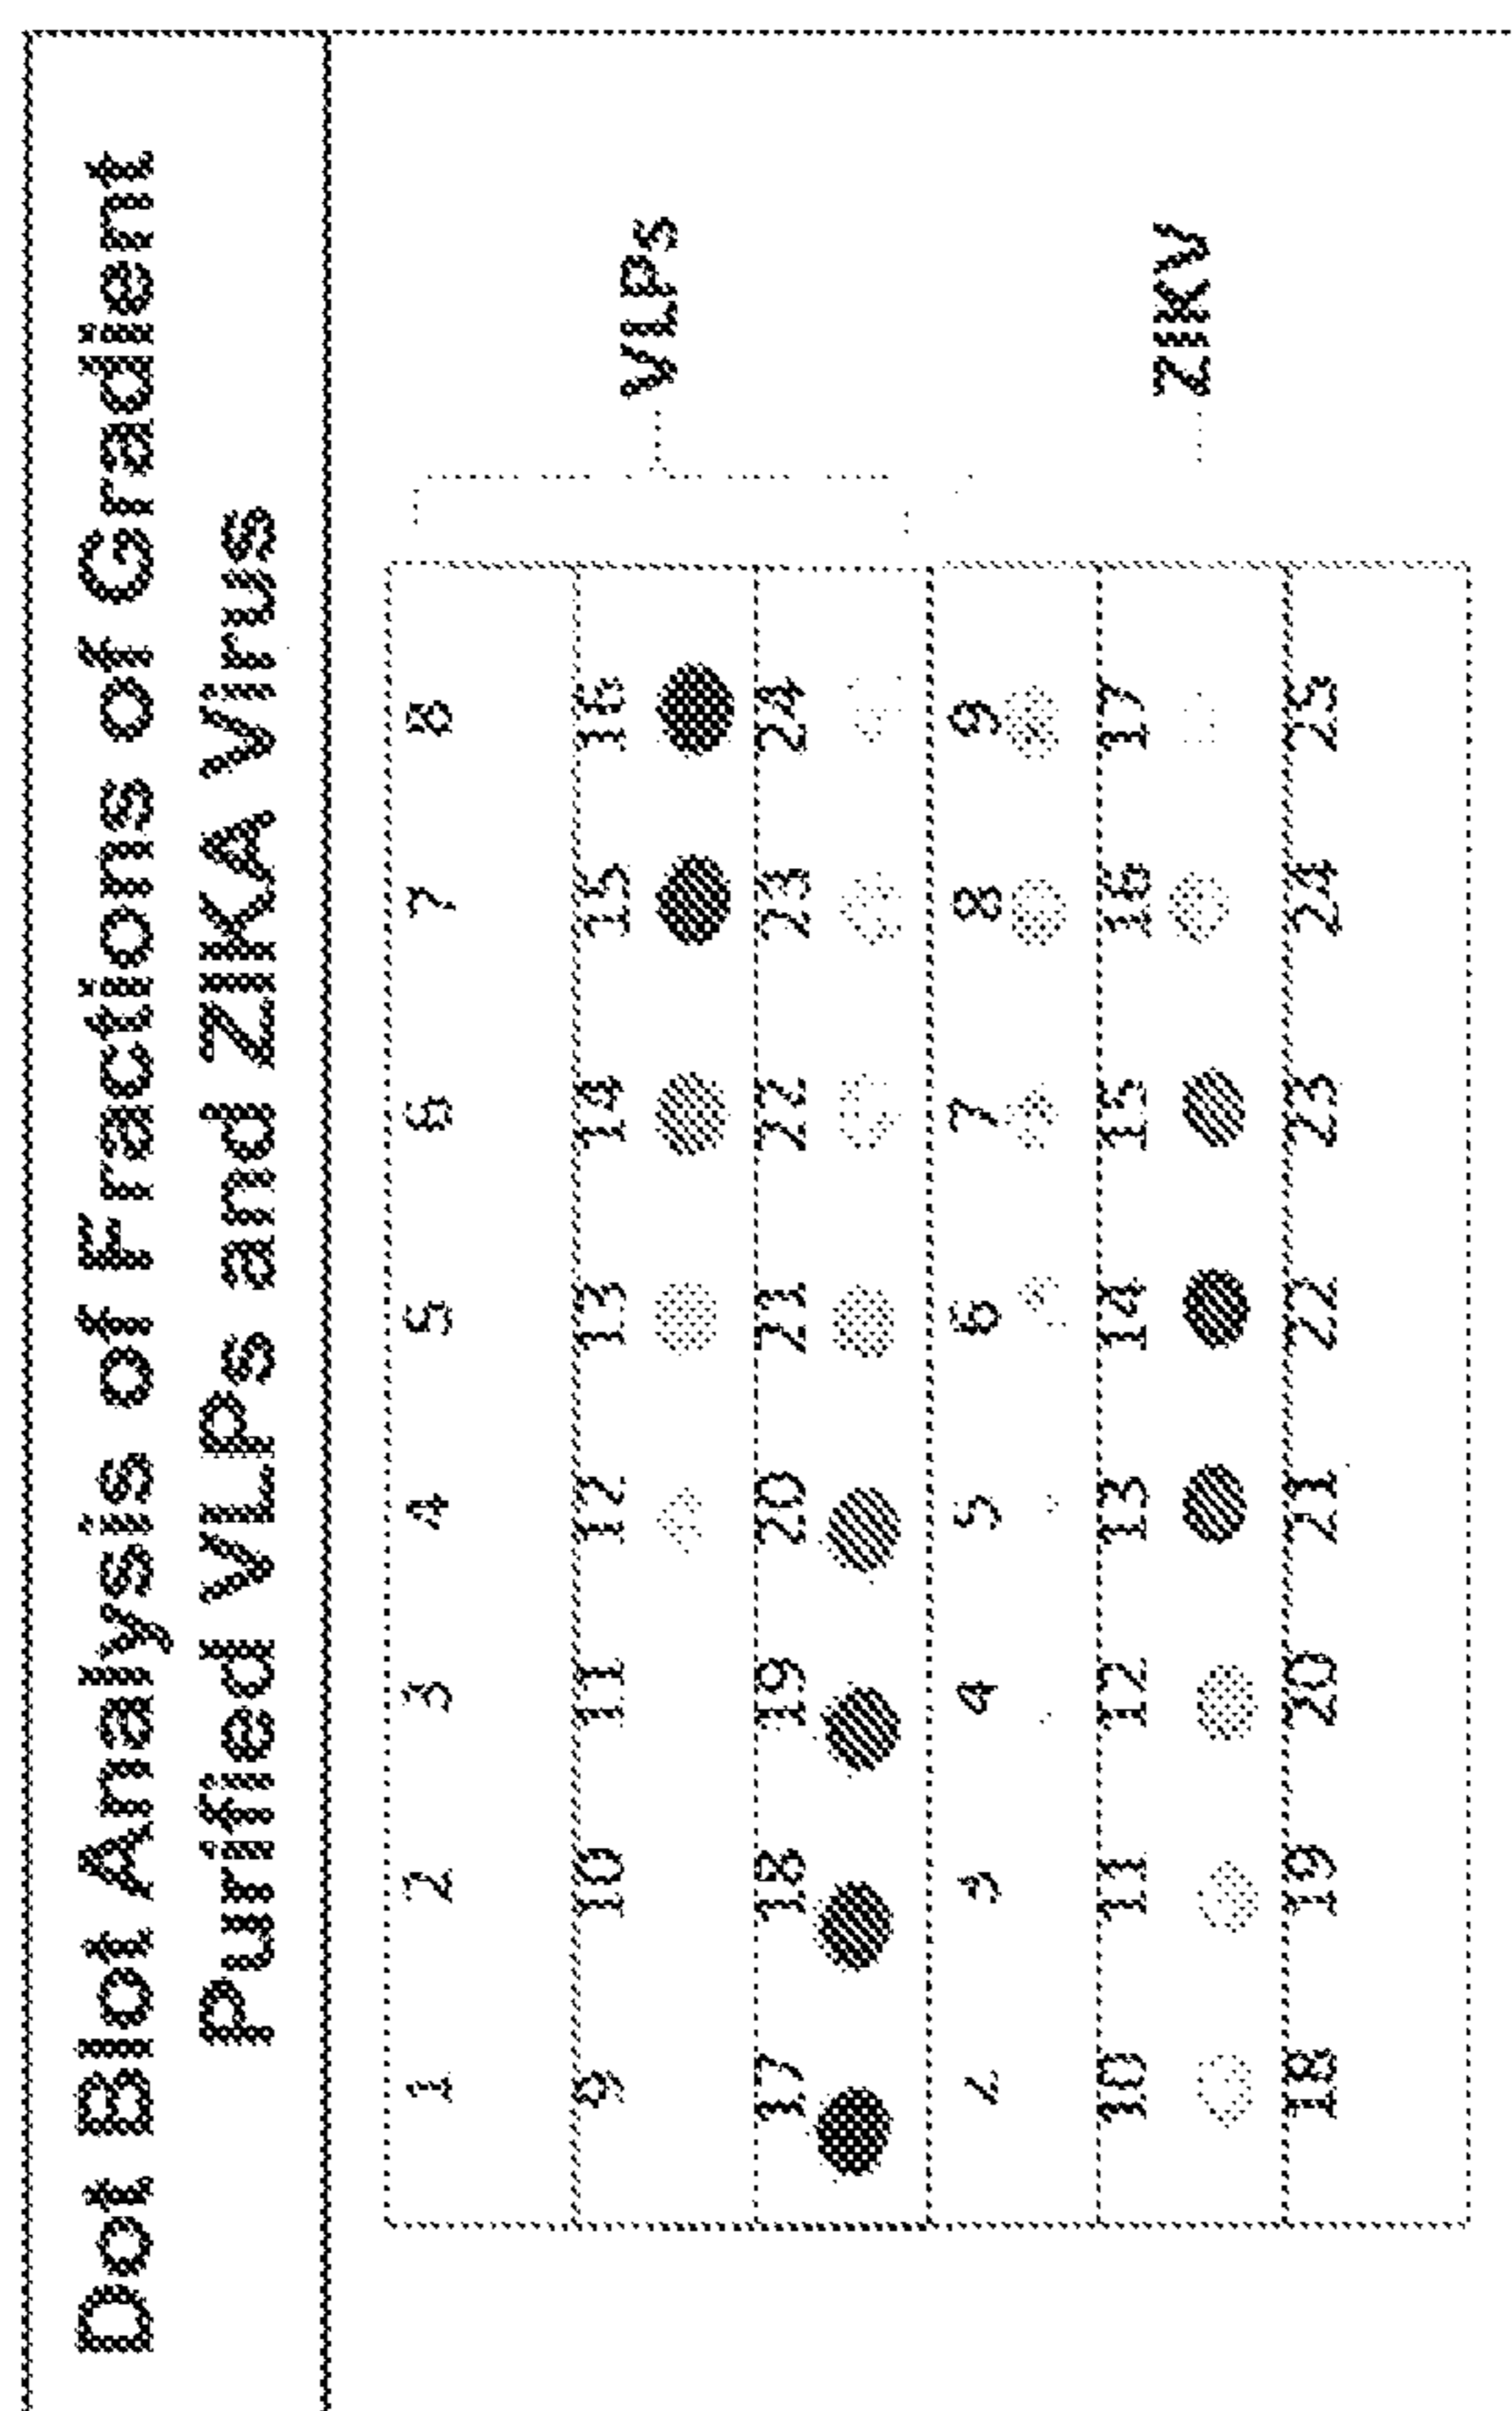 Dot Blot Analysis of Fractions of Gradient
Purified VLPs and ZIKA Virus
1 2 3 4 5 6 7 8
9 10 11 12 13 14 15 16
VLPs
17 18 19 20 21 22 23 24
2 3 4 5 6 7 8 9
10 11 12 13 14 15 16 17
ZIKV
18 19 20 21 22 23 24 25